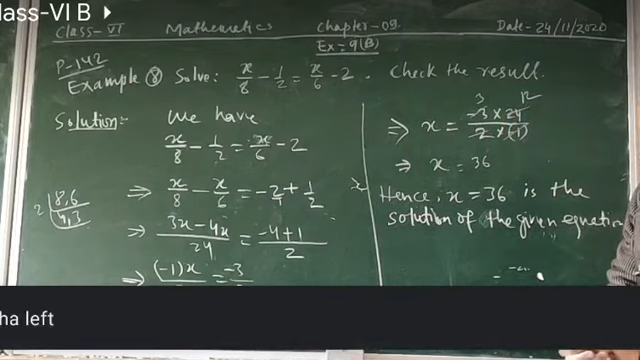 lass-VI B
Class-VI Mathematics Chapter-09. Date-24/11/2020
Ex-9(B)
P-142
Example ⑧ Solve: x/8 - 1/2 = x/6 - 2. Check the result.
Solution:- We have
x/8 - 1/2 = x/6 - 2
⇒ x/8 - x/6 = -2/1 + 1/2
2 | 8,6
4,3
⇒ (3x-4x)/24 = (-4+1)/2
⇒ (-1)x = -3
⇒ x = (-3 × 24)/(2 × (-1))
3 12
⇒ x = 36
Hence, x = 36 is the
solution of the given equation
ha left